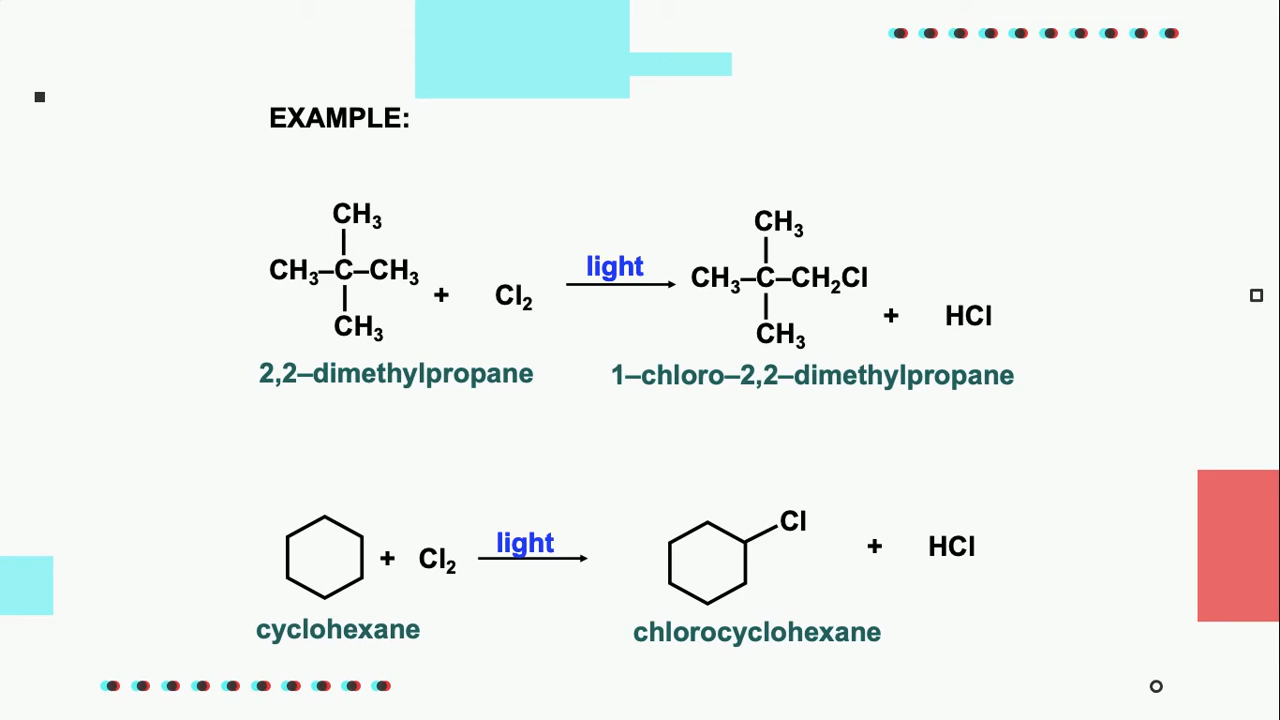 EXAMPLE:
CH₃
CH₃–C–CH₃
CH₃
+ Cl₂
light
CH₃
CH₃–C–CH₂Cl
CH₃
+ HCl
2,2–dimethylpropane
1–chloro–2,2–dimethylpropane
+ Cl₂
light
Cl
+ HCl
cyclohexane
chlorocyclohexane